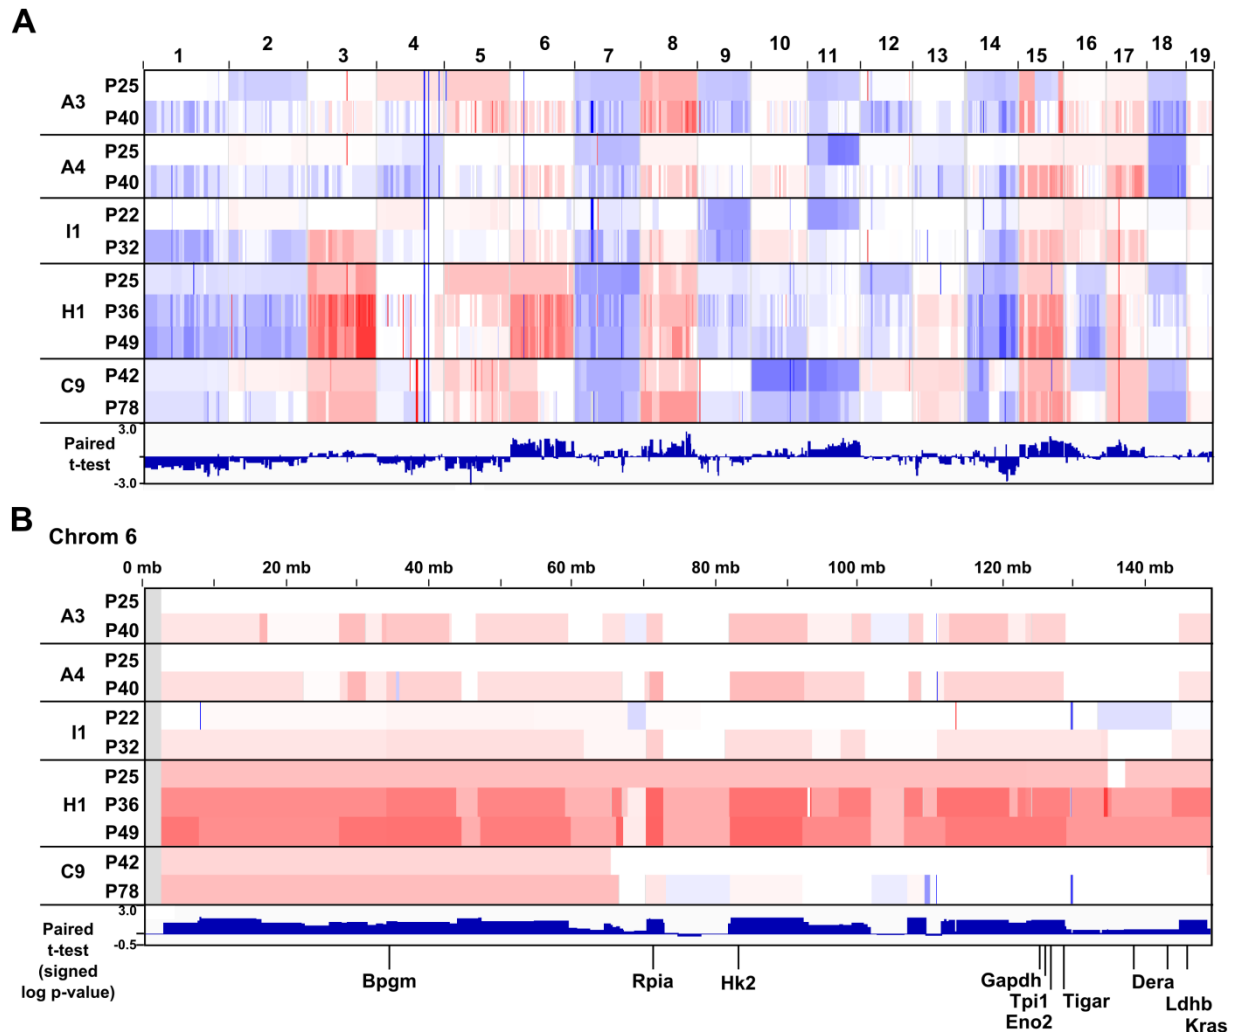 A
1 2 3 4 5 6 7 8 9 10 11 12 13 14 15 16 17 18 19
A3
P25
P40
A4
P25
P40
I1
P22
P32
H1
P25
P36
P49
C9
P42
P78
3.0
Paired
t-test
-3.0
B
Chrom 6
0 mb 20 mb 40 mb 60 mb 80 mb 100 mb 120 mb 140 mb
A3
P25
P40
A4
P25
P40
I1
P22
P32
H1
P25
P36
P49
C9
P42
P78
3.0
-0.5
Paired
t-test
(signed
log p-value)
Bpgm Rpia Hk2 Gapdh Dera
Tpi1 Tigar Ldhb
Eno2 Kras